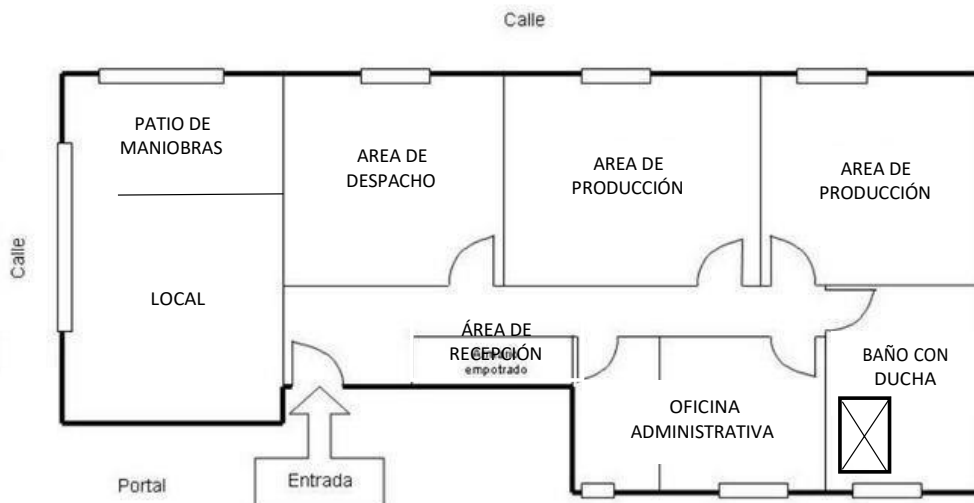 Calle
PATIO DE
MANIOBRAS
AREA DE
DESPACHO
AREA DE
PRODUCCIÓN
AREA DE
PRODUCCIÓN
Calle
LOCAL
ÁREA DE
RECEPCIÓN
empotrado
BAÑO CON
DUCHA
OFICINA
ADMINISTRATIVA
Portal
Entrada